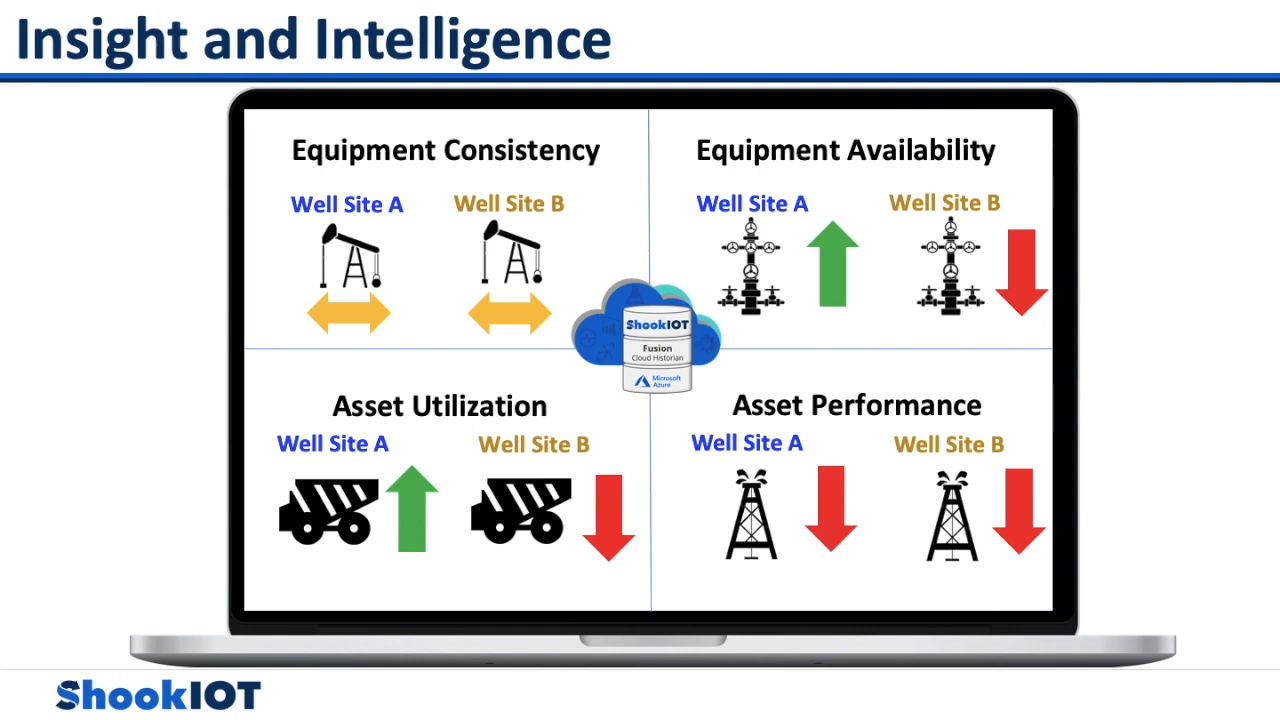 Insight and Intelligence
Equipment Consistency
Well Site A
Well Site B
Equipment Availability
Well Site A
Well Site B
ShookIOT
Fusion
Cloud Historian
Microsoft
Azure
Asset Utilization
Well Site A
Well Site B
Asset Performance
Well Site A
Well Site B
ShookIOT